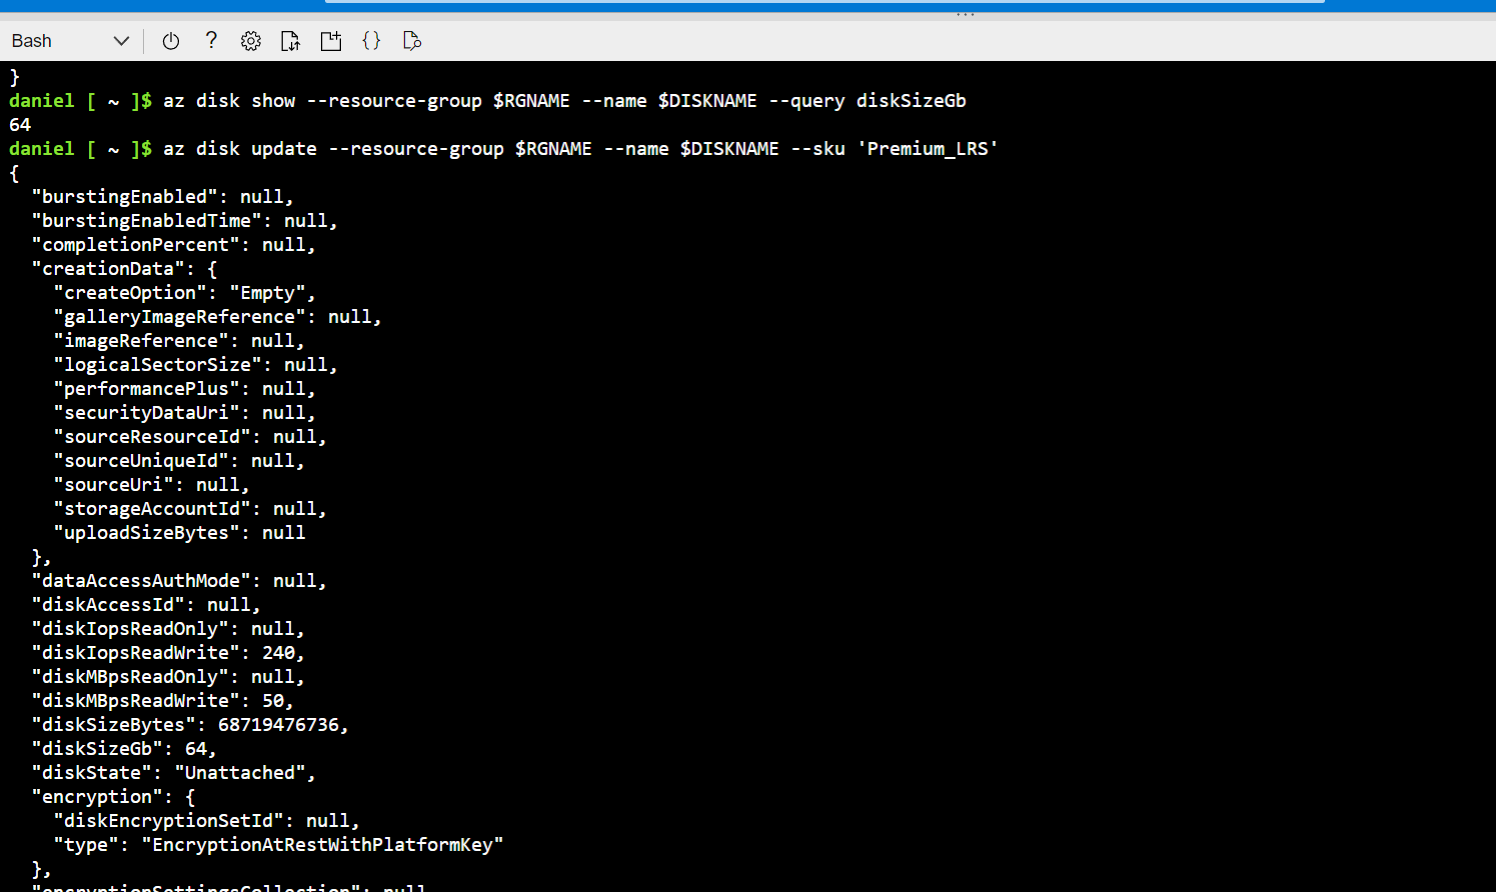 Bash
}
daniel [ ~ ]$ az disk show --resource-group $RGNAME --name $DISKNAME --query diskSizeGb
64
daniel [ ~ ]$ az disk update --resource-group $RGNAME --name $DISKNAME --sku 'Premium_LRS'
{
  "burstingEnabled": null,
  "burstingEnabledTime": null,
  "completionPercent": null,
  "creationData": {
    "createOption": "Empty",
    "galleryImageReference": null,
    "imageReference": null,
    "logicalSectorSize": null,
    "performancePlus": null,
    "securityDataUri": null,
    "sourceResourceId": null,
    "sourceUniqueId": null,
    "sourceUri": null,
    "storageAccountId": null,
    "uploadSizeBytes": null
  },
  "dataAccessAuthMode": null,
  "diskAccessId": null,
  "diskIopsReadOnly": null,
  "diskIopsReadWrite": 240,
  "diskMBpsReadOnly": null,
  "diskMBpsReadWrite": 50,
  "diskSizeBytes": 68719476736,
  "diskSizeGb": 64,
  "diskState": "Unattached",
  "encryption": {
    "diskEncryptionSetId": null,
    "type": "EncryptionAtRestWithPlatformKey"
  },
  "encryptionSettingsCollection": null